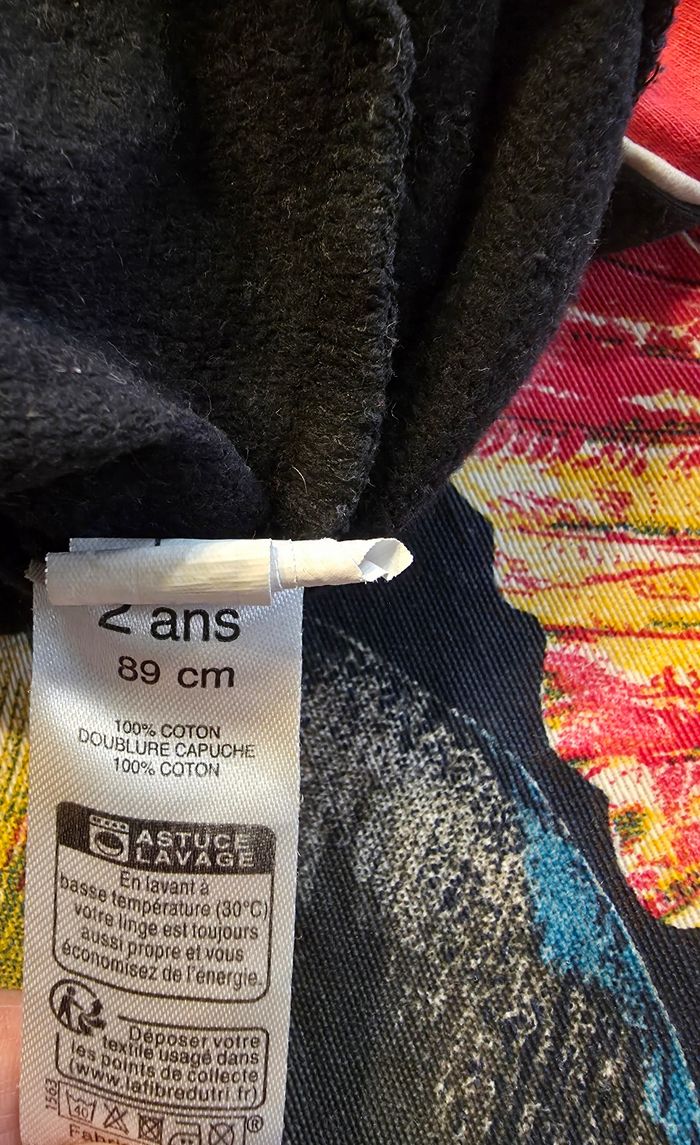 2 ans
89 cm
100% COTON
DOUBLURE CAPUCHE
100% COTON
ASTUCE
LAVAGE
En lavant à
basse température (30°C)
votre linge est toujours
aussi propre et vous
économisez de l'énergie.
Déposer votre
textile usagé dans
les points de collecte
(www.lafibredutri.fr)
1563
40
®